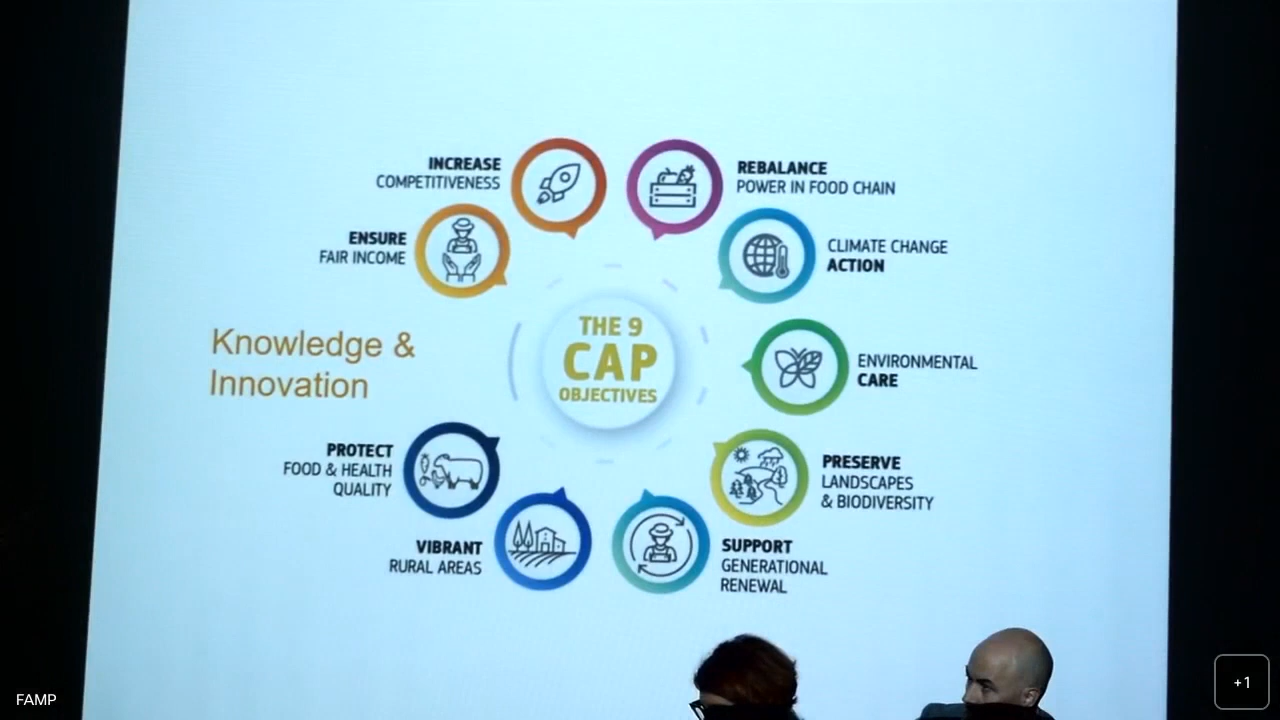 INCREASE
COMPETITIVENESS
REBALANCE
POWER IN FOOD CHAIN
ENSURE
FAIR INCOME
CLIMATE CHANGE
ACTION
Knowledge &
Innovation
THE 9
CAP
OBJECTIVES
ENVIRONMENTAL
CARE
PROTECT
FOOD & HEALTH
QUALITY
PRESERVE
LANDSCAPES
& BIODIVERSITY
VIBRANT
RURAL AREAS
SUPPORT
GENERATIONAL
RENEWAL
FAMP
+1